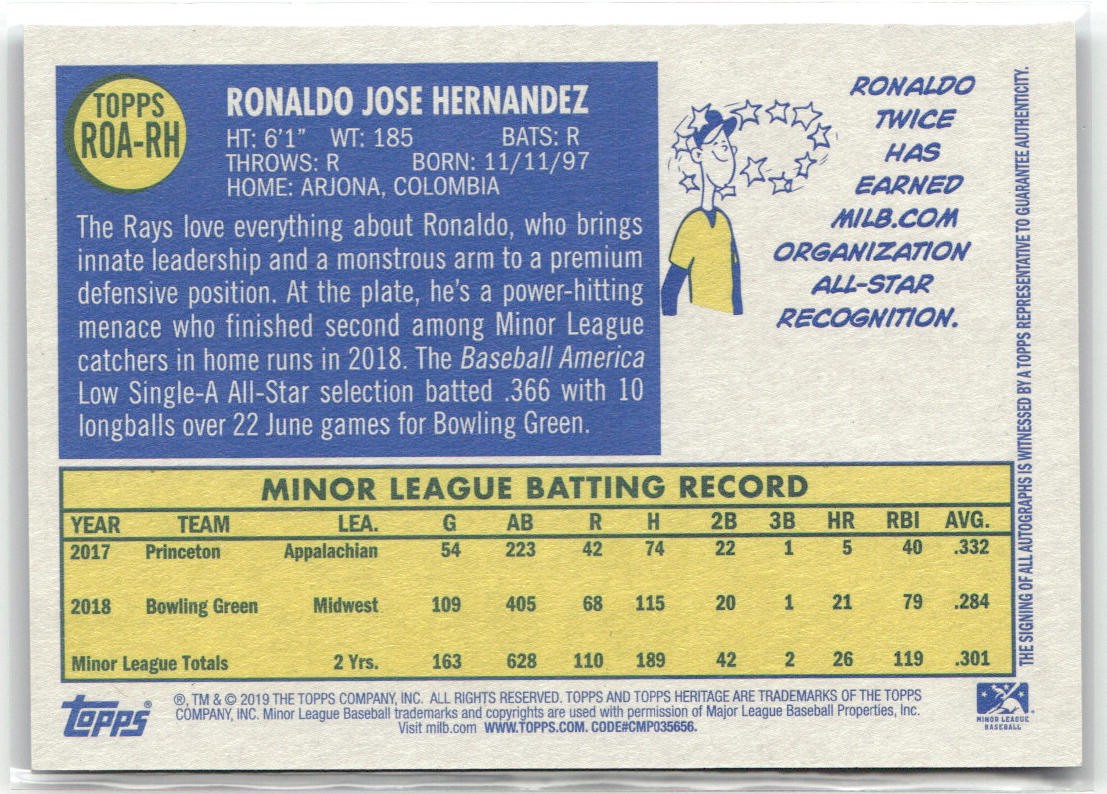 TOPPS
ROA-RH
RONALDO JOSE HERNANDEZ
HT: 6'1" WT: 185 BATS: R
THROWS: R BORN: 11/11/97
HOME: ARJONA, COLOMBIA
The Rays love everything about Ronaldo, who brings
innate leadership and a monstrous arm to a premium
defensive position. At the plate, he's a power-hitting
menace who finished second among Minor League
catchers in home runs in 2018. The Baseball America
Low Single-A All-Star selection batted .366 with 10
longballs over 22 June games for Bowling Green.
RONALDO
TWICE
HAS
EARNED
MILB.COM
ORGANIZATION
ALL-STAR
RECOGNITION.
THE SIGNING OF ALL AUTOGRAPHS IS WITNESSED BY A TOPPS REPRESENTATIVE TO GUARANTEE AUTHENTICITY.
MINOR LEAGUE BATTING RECORD
YEAR TEAM LEA. G AB R H 2B 3B HR RBI AVG.
2017 Princeton Appalachian 54 223 42 74 22 1 5 40 .332
2018 Bowling Green Midwest 109 405 68 115 20 1 21 79 .284
Minor League Totals 2 Yrs. 163 628 110 189 42 2 26 119 .301
topps®
®, TM & © 2019 THE TOPPS COMPANY, INC. ALL RIGHTS RESERVED. TOPPS AND TOPPS HERITAGE ARE TRADEMARKS OF THE TOPPS
COMPANY, INC. Minor League Baseball trademarks and copyrights are used with permission of Major League Baseball Properties, Inc.
Visit milb.com WWW.TOPPS.COM. CODE#CMP035656.
MINOR LEAGUE
BASEBALL